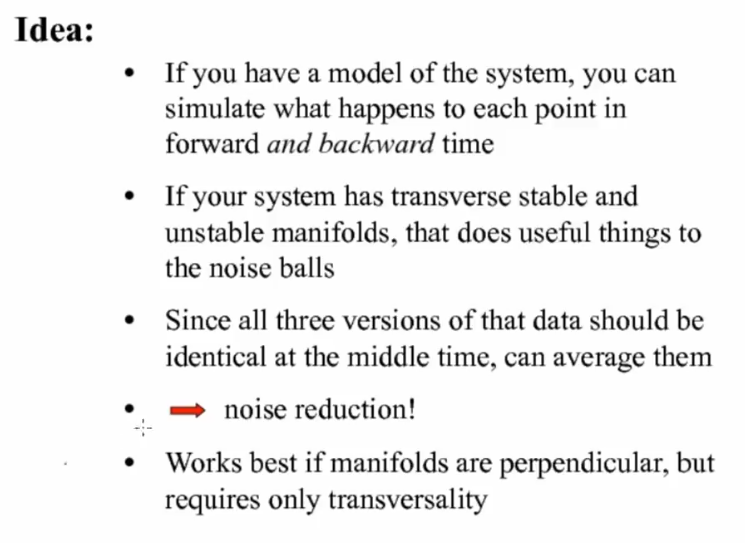 Idea:
• If you have a model of the system, you can
simulate what happens to each point in
forward and backward time
• If your system has transverse stable and
unstable manifolds, that does useful things to
the noise balls
• Since all three versions of that data should be
identical at the middle time, can average them
• noise reduction!
• Works best if manifolds are perpendicular, but
requires only transversality